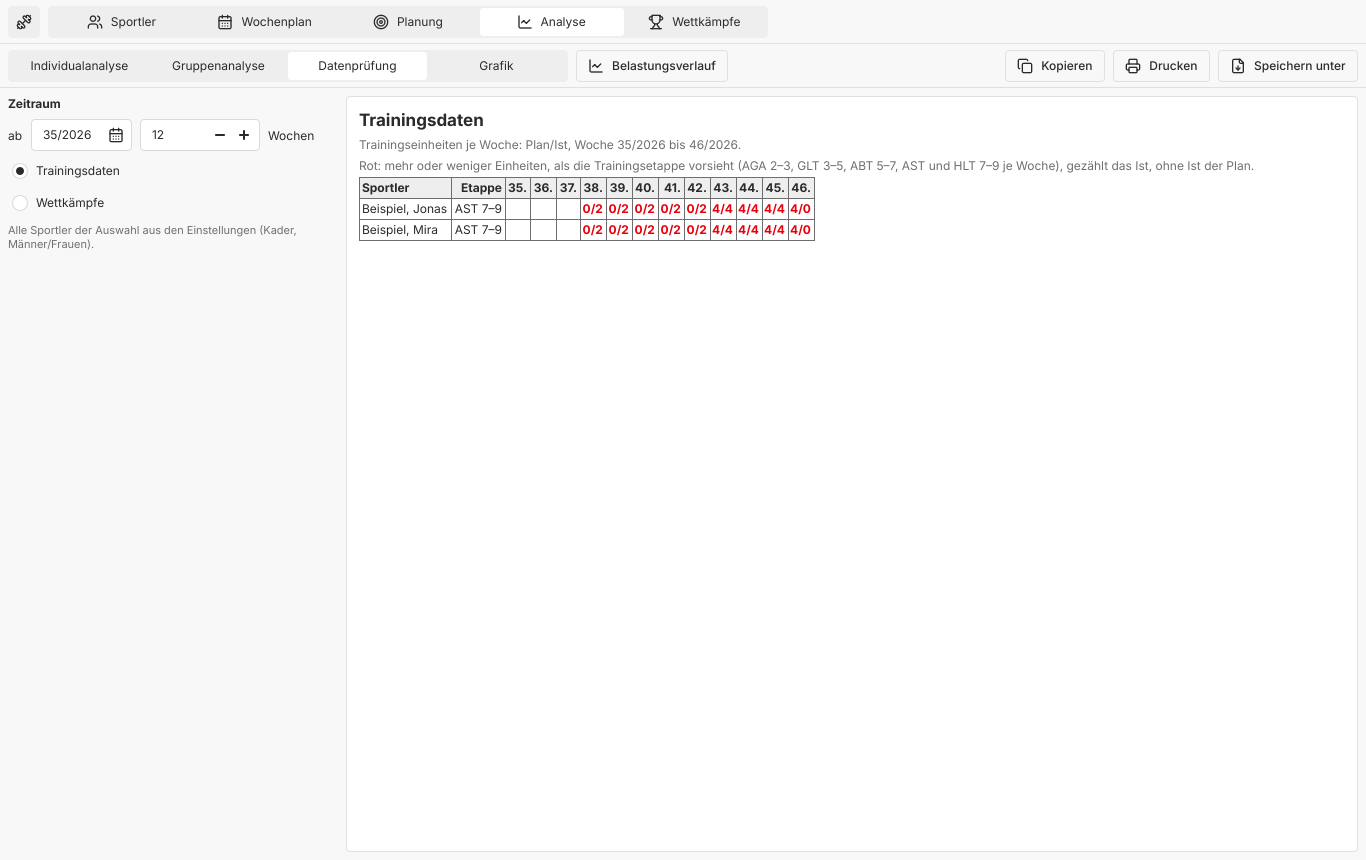 Sportler Wochenplan Planung Analyse Wettkämpfe
Individualanalyse Gruppenanalyse Datenprüfung Grafik Belastungsverlauf Kopieren Drucken Speichern unter
Zeitraum
ab 35/2026 12 Wochen
Trainingsdaten
Wettkämpfe
Alle Sportler der Auswahl aus den Einstellungen (Kader,
Männer/Frauen).
Trainingsdaten
Trainingseinheiten je Woche: Plan/Ist, Woche 35/2026 bis 46/2026.
Rot: mehr oder weniger Einheiten, als die Trainingsetappe vorsieht (AGA 2–3, GLT 3–5, ABT 5–7, AST und HLT 7–9 je Woche), gezählt das Ist, ohne Ist der Plan.
Sportler Etappe 35. 36. 37. 38. 39. 40. 41. 42. 43. 44. 45. 46.
Beispiel, Jonas AST 7–9 0/2 0/2 0/2 0/2 0/2 4/4 4/4 4/4 4/0
Beispiel, Mira AST 7–9 0/2 0/2 0/2 0/2 0/2 4/4 4/4 4/4 4/0